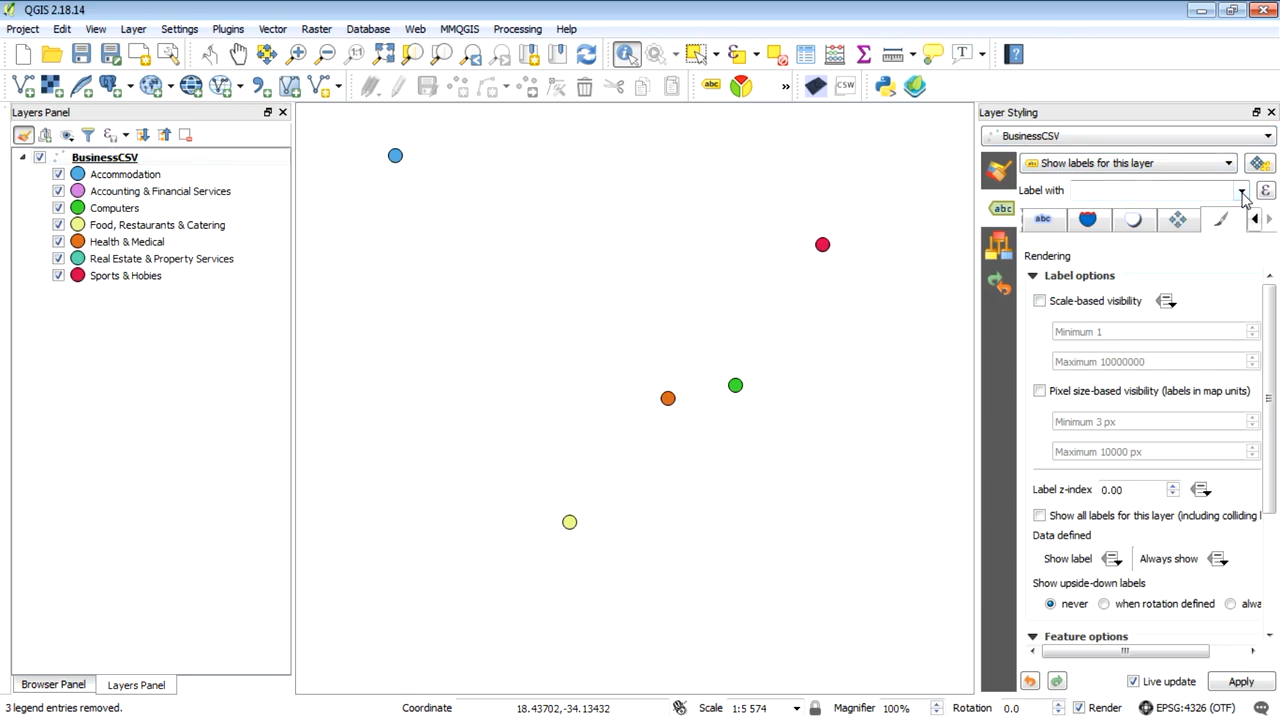 QGIS 2.18.14
Project Edit View Layer Settings Plugins Vector Raster Database Web MMQGIS Processing Help
Layers Panel
BusinessCSV
Accommodation
Accounting & Financial Services
Computers
Food, Restaurants & Catering
Health & Medical
Real Estate & Property Services
Sports & Hobies
Browser Panel Layers Panel
Layer Styling
BusinessCSV
Show labels for this layer
Label with
Rendering
Label options
Scale-based visibility
Minimum 1
Maximum 10000000
Pixel size-based visibility (labels in map units)
Minimum 3 px
Maximum 10000 px
Label z-index 0.00
Show all labels for this layer (including colliding l
Data defined
Show label Always show
Show upside-down labels
never when rotation defined alwa
Feature options
Live update Apply
3 legend entries removed. Coordinate 18.43702,-34.13432 Scale 1:5 574 Magnifier 100% Rotation 0.0 Render EPSG:4326 (OTF)